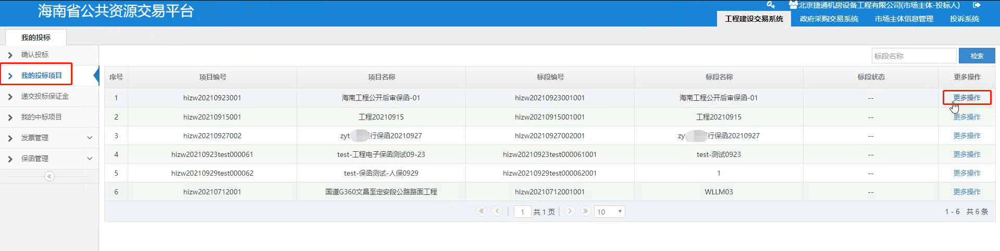 海南省公共资源交易平台
北京捷通机房设备工程有限公司(市场主体-投标人)
工程建设交易系统 政府采购交易系统 市场主体信息管理 投诉系统
我的投标
确认投标
我的投标项目
递交投标保证金
我的中标项目
发票管理
保函管理
标段名称 检索
序号 项目编号 项目名称 标段编号 标段名称 标段状态 更多操作
1 hizw20210923001 海南工程公开后审保函-01 hizw20210923001001 海南工程公开后审保函-01 -- 更多操作
2 hizw20210915001 工程20210915 hizw20210915001001 工程20210915 -- 更多操作
3 hizw20210927002 zyt 行保函20210927 hizw20210927002001 zy 行保函20210927 -- 更多操作
4 hizw20210923test000061 test-工程电子保函测试09-23 hizw20210923test000061001 test-测试0923 -- 更多操作
5 hizw20210929test000062 test-保函测试-人保0929 hizw20210929test000062001 1 -- 更多操作
6 hizw20210712001 国道G360文昌至定安段公路路面工程 hizw20210712001001 WLLM03 -- 更多操作
1 共 1 页 10 1 - 6 共 6 条